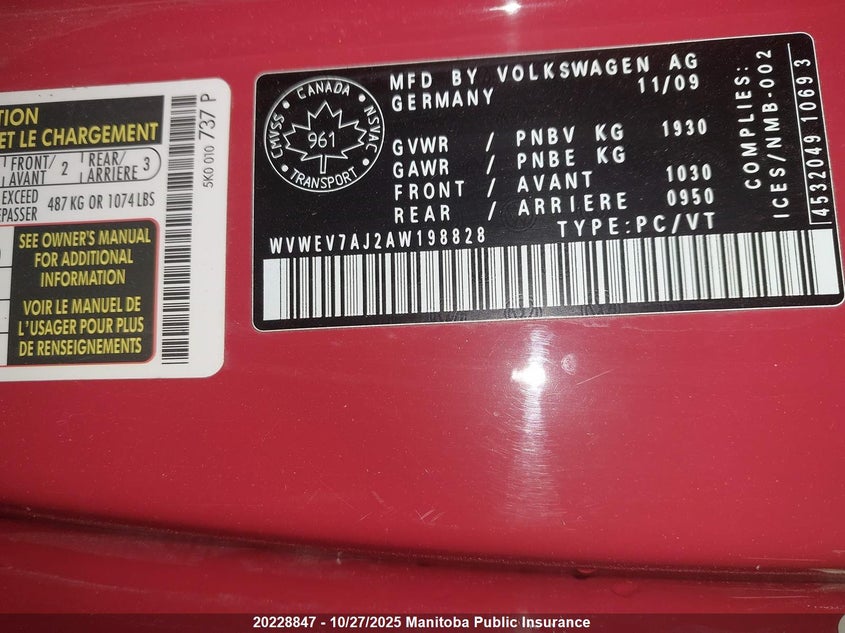 TION
ET LE CHARGEMENT
FRONT/ AVANT 2 REAR/ ARRIÈRE 3
EXCEED
487 KG OR 1074 LBS
SEE OWNER'S MANUAL
FOR ADDITIONAL
INFORMATION
VOIR LE MANUEL DE
L'USAGER POUR PLUS
DE RENSEIGNEMENTS
5K0 010 737 P
CANADA
CMVSS
NSVAC
961
TRANSPORT
MFD BY VOLKSWAGEN AG
GERMANY 11/09
GVWR / PNBV KG 1930
GAWR / PNBE KG
FRONT / AVANT 1030
REAR / ARRIERE 0950
WVWEV7AJ2AW198828 TYPE:PC/VT
COMPLIES:
ICES/NMB-002
4532049 1069 3
20228847 - 10/27/2025 Manitoba Public Insurance